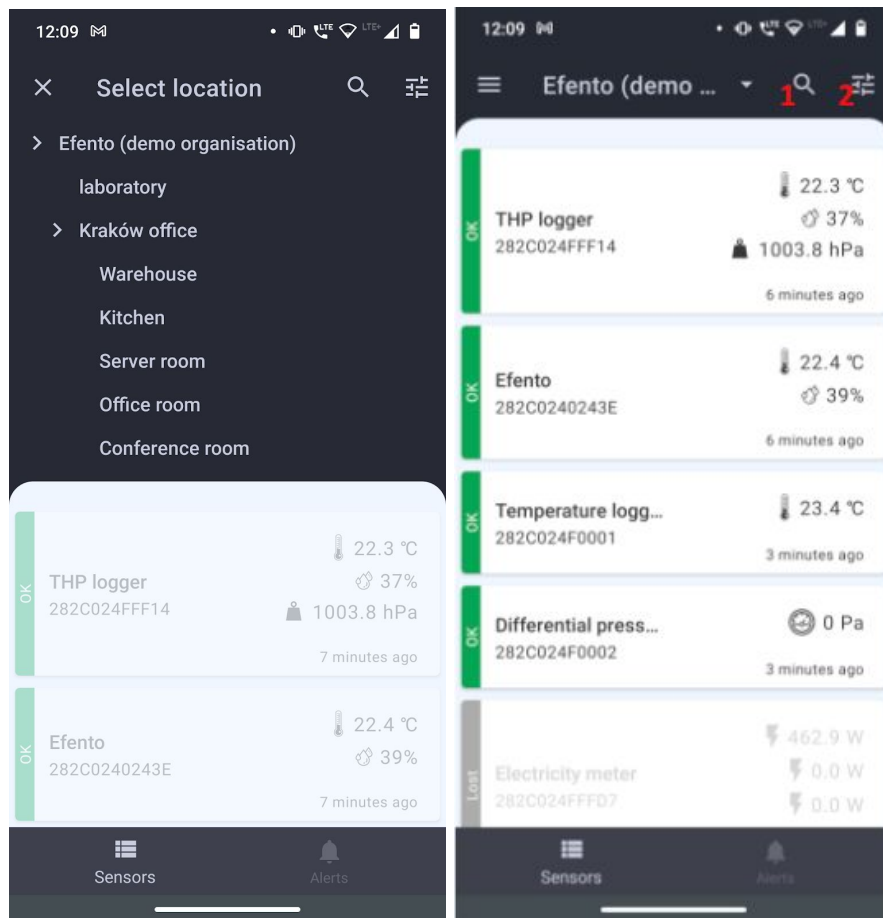 12:09
LTE
LTE+
Select location
Efento (demo organisation)
laboratory
Kraków office
Warehouse
Kitchen
Server room
Office room
Conference room
OK
THP logger
282C024FFF14
22.3 °C
37%
1003.8 hPa
7 minutes ago
OK
Efento
282C0240243E
22.4 °C
39%
7 minutes ago
Sensors
Alerts
12:09
LTE
Efento (demo ...
1
2
OK
THP logger
282C024FFF14
22.3 °C
37%
1003.8 hPa
6 minutes ago
OK
Efento
282C0240243E
22.4 °C
39%
6 minutes ago
OK
Temperature logg...
282C024F0001
23.4 °C
3 minutes ago
OK
Differential press...
282C024F0002
0 Pa
3 minutes ago
Lost
Electricity meter
282C024FFFD7
462.9 W
0.0 W
0.0 W
Sensors
Alerts